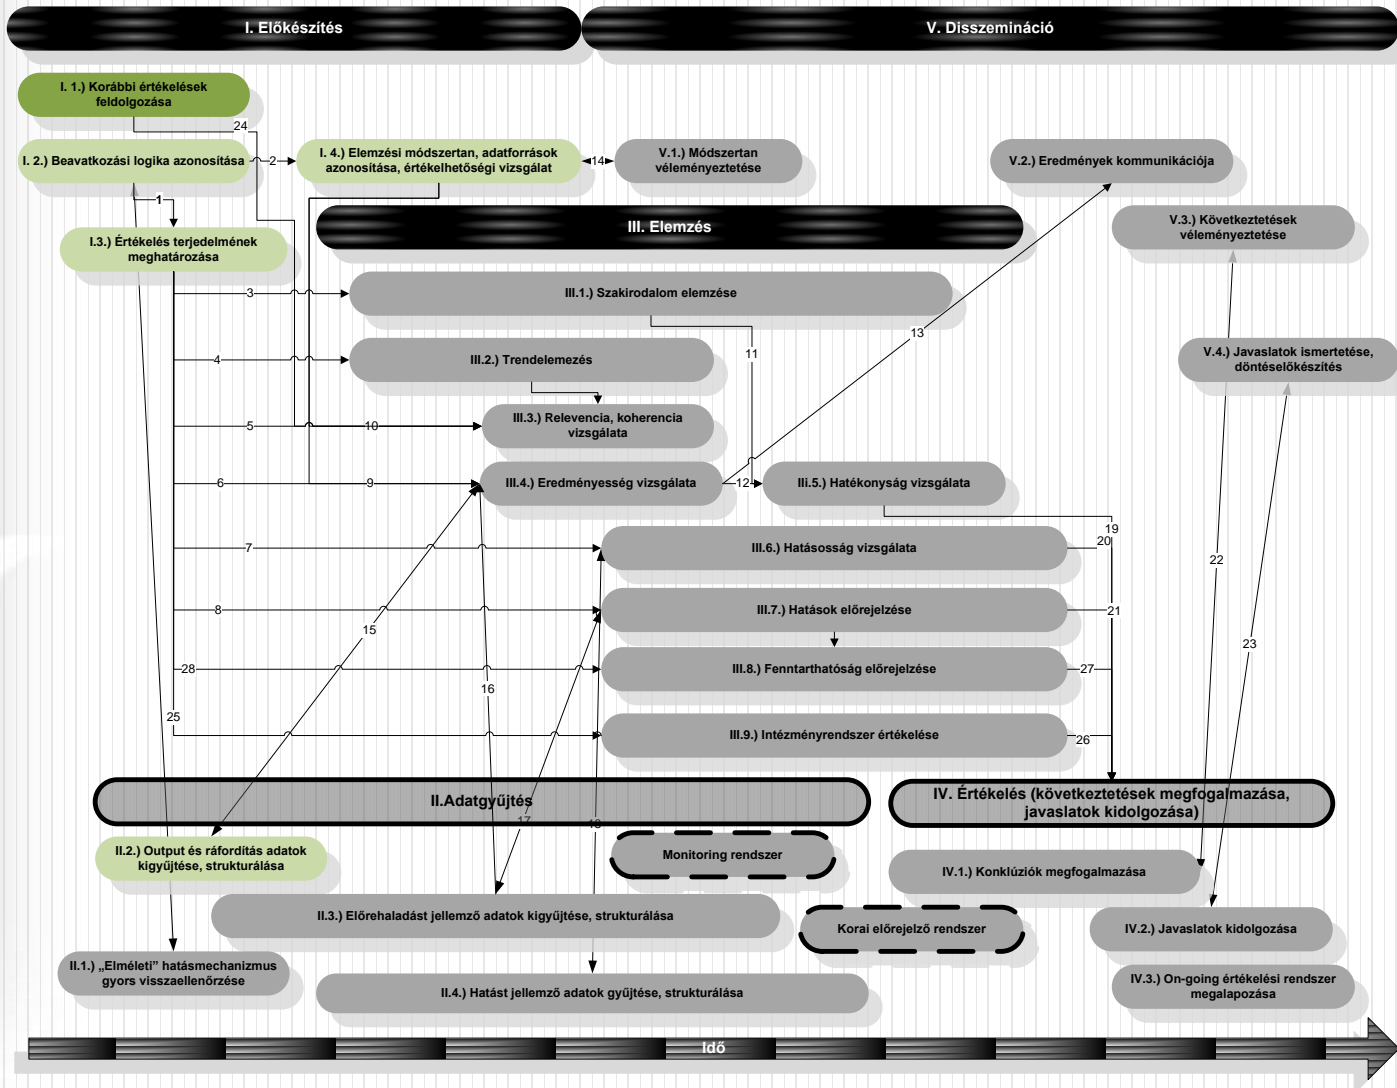 I. Előkészítés
V. Disszemináció
I. 1.) Korábbi értékelések
feldolgozása
24
I. 2.) Beavatkozási logika azonosítása
2
I. 4.) Elemzési módszertan, adatforrások
azonosítása, értékelhetőségi vizsgálat
14
V.1.) Módszertan
véleményeztetése
V.2.) Eredmények kommunikációja
1
I.3.) Értékelés terjedelmének
meghatározása
III. Elemzés
V.3.) Következtetések
véleményeztetése
3
III.1.) Szakirodalom elemzése
13
11
4
III.2.) Trendelemezés
V.4.) Javaslatok ismertetése,
döntéselőkészítés
5
10
III.3.) Relevencia, koherencia
vizsgálata
6
9
III.4.) Eredményesség vizsgálata
12
IIi.5.) Hatékonyság vizsgálata
19
20
7
III.6.) Hatásosság vizsgálata
22
8
III.7.) Hatások előrejelzése
21
15
23
28
III.8.) Fenntarthatóság előrejelzése
27
16
25
III.9.) Intézményrendszer értékelése
26
II.Adatgyűjtés
IV. Értékelés (következtetések megfogalmazása,
javaslatok kidolgozása)
17
18
II.2.) Output és ráfordítás adatok
kigyűjtése, strukturálása
Monitoring rendszer
IV.1.) Konklúziók megfogalmazása
II.3.) Előrehaladást jellemző adatok kigyűjtése, strukturálása
Korai előrejelző rendszer
IV.2.) Javaslatok kidolgozása
II.1.) „Elméleti” hatásmechanizmus
gyors visszaellenőrzése
II.4.) Hatást jellemző adatok gyűjtése, strukturálása
IV.3.) On-going értékelési rendszer
megalapozása
Idő